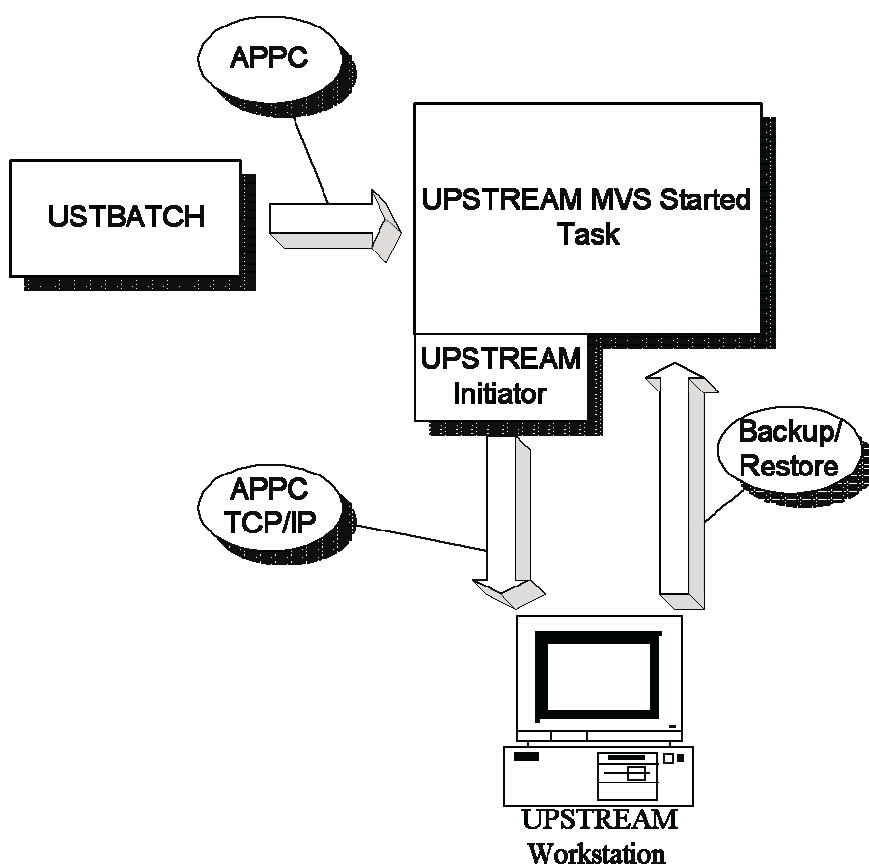 APPC
USTBATCH
UPSTREAM MVS Started
Task
UPSTREAM
Initiator
Backup/
Restore
APPC
TCP/IP
UPSTREAM
Workstation